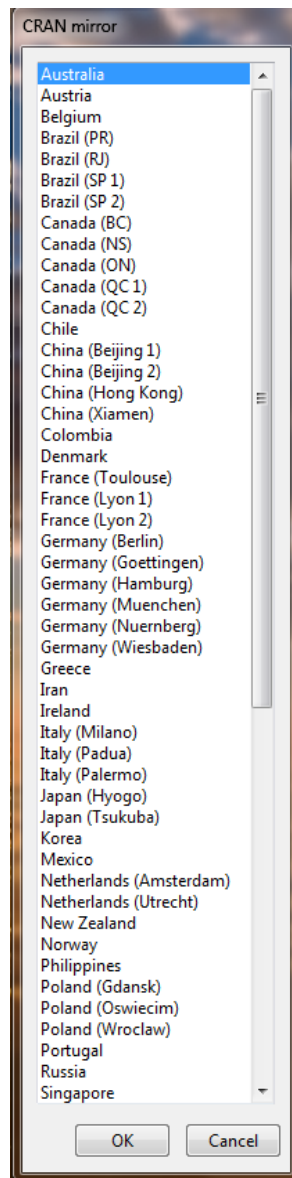 CRAN mirror
Australia
Austria
Belgium
Brazil (PR)
Brazil (RJ)
Brazil (SP 1)
Brazil (SP 2)
Canada (BC)
Canada (NS)
Canada (ON)
Canada (QC 1)
Canada (QC 2)
Chile
China (Beijing 1)
China (Beijing 2)
China (Hong Kong)
China (Xiamen)
Colombia
Denmark
France (Toulouse)
France (Lyon 1)
France (Lyon 2)
Germany (Berlin)
Germany (Goettingen)
Germany (Hamburg)
Germany (Muenchen)
Germany (Nuernberg)
Germany (Wiesbaden)
Greece
Iran
Ireland
Italy (Milano)
Italy (Padua)
Italy (Palermo)
Japan (Hyogo)
Japan (Tsukuba)
Korea
Mexico
Netherlands (Amsterdam)
Netherlands (Utrecht)
New Zealand
Norway
Philippines
Poland (Gdansk)
Poland (Oswiecim)
Poland (Wroclaw)
Portugal
Russia
Singapore
OK Cancel